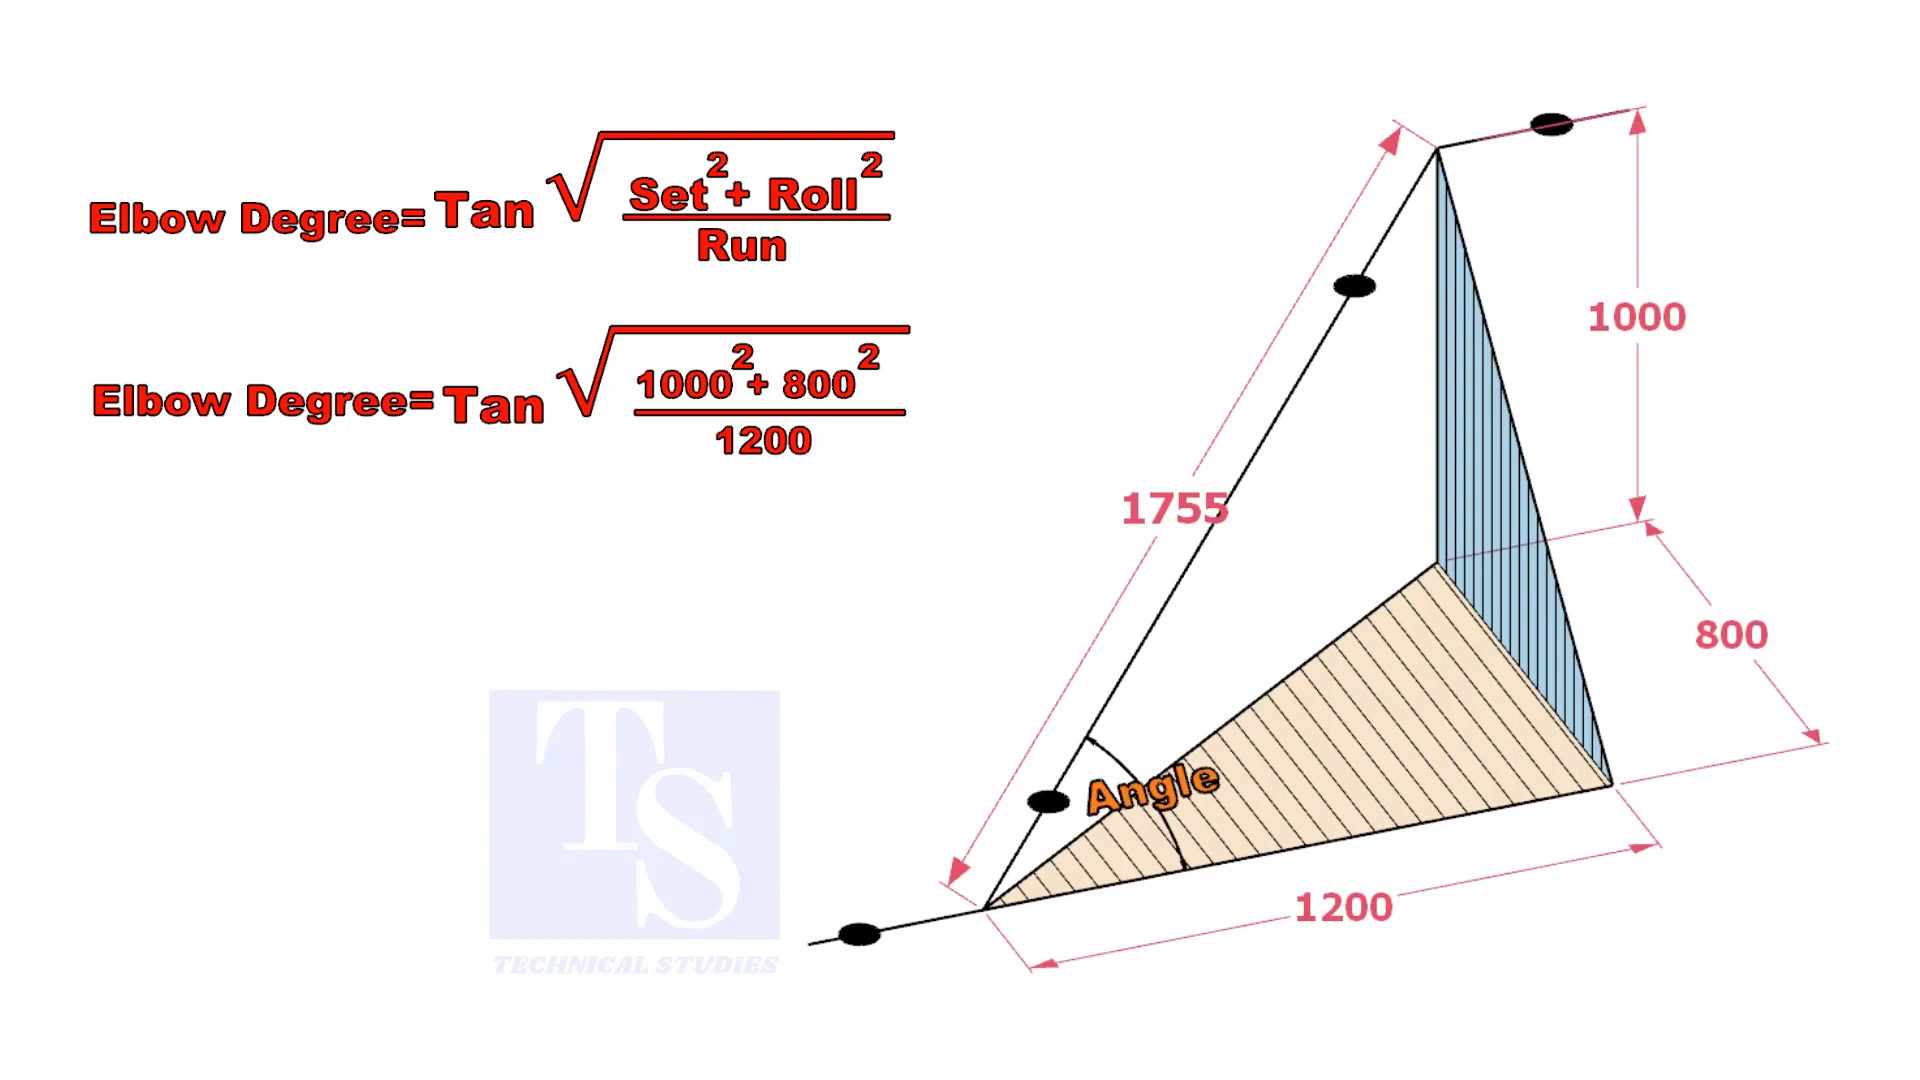 Elbow Degree= Tan √ Set²+ Roll²
Run
Elbow Degree= Tan √ 1000²+ 800²
1200
1000
1755
800
Angle
1200
TS
TECHNICAL STUDIES